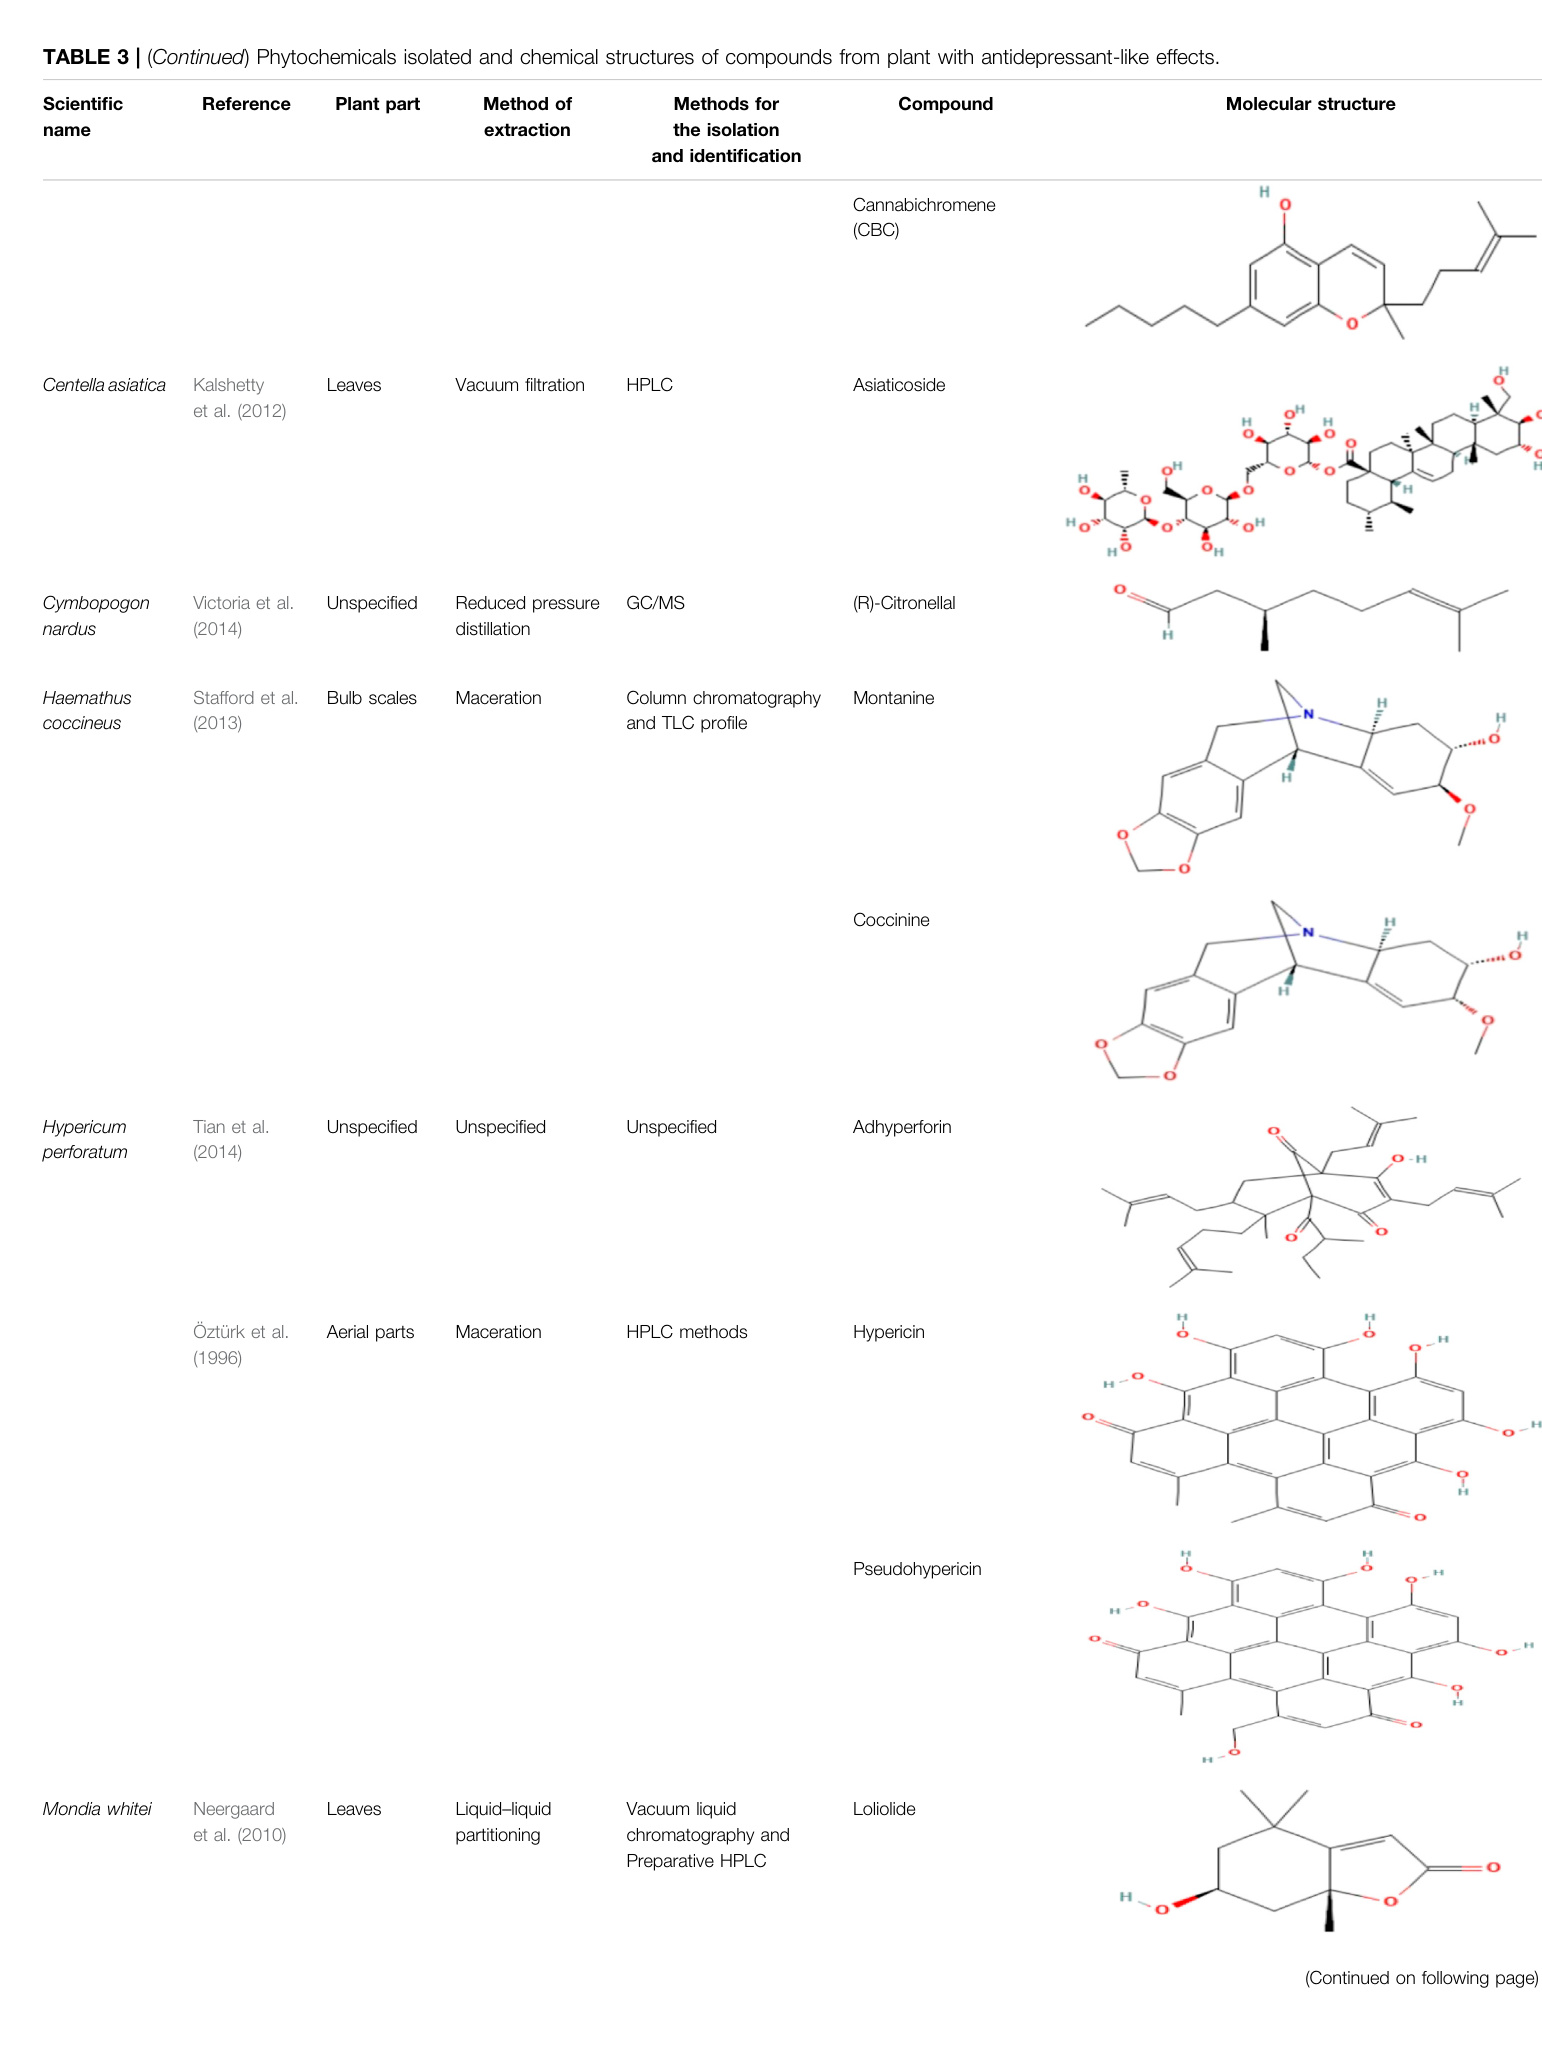 TABLE 3 | (Continued) Phytochemicals isolated and chemical structures of compounds from plant with antidepressant-like effects.
Scientific name Reference Plant part Method of extraction Methods for the isolation and identification Compound Molecular structure
Cannabichromene
(CBC)
H
O
O
Centella asiatica Kalshetty Leaves Vacuum filtration HPLC Asiaticoside
et al. (2012)
Cymbopogon Victoria et al. Unspecified Reduced pressure GC/MS (R)-Citronellal
nardus (2014) distillation
O
H
Haemathus Stafford et al. Bulb scales Maceration Column chromatography Montanine
coccineus (2013) and TLC profile
N H H
O
H
O
O
O
Coccinine
N H H
O
H
O
O
O
Hypericum Tian et al. Unspecified Unspecified Unspecified Adhyperforin
perforatum (2014)
O
O-H
O O
Öztürk et al. Aerial parts Maceration HPLC methods Hypericin
(1996)
H H
O O
O H
H O
O
O H
O
H
O
Pseudohypericin
H H
O O
O H
H O
O
O H
O
H
O
H O
Mondia whitei Neergaard Leaves Liquid–liquid Vacuum liquid Loliolide
et al. (2010) partitioning chromatography and
Preparative HPLC
O
H
O O
(Continued on following page)